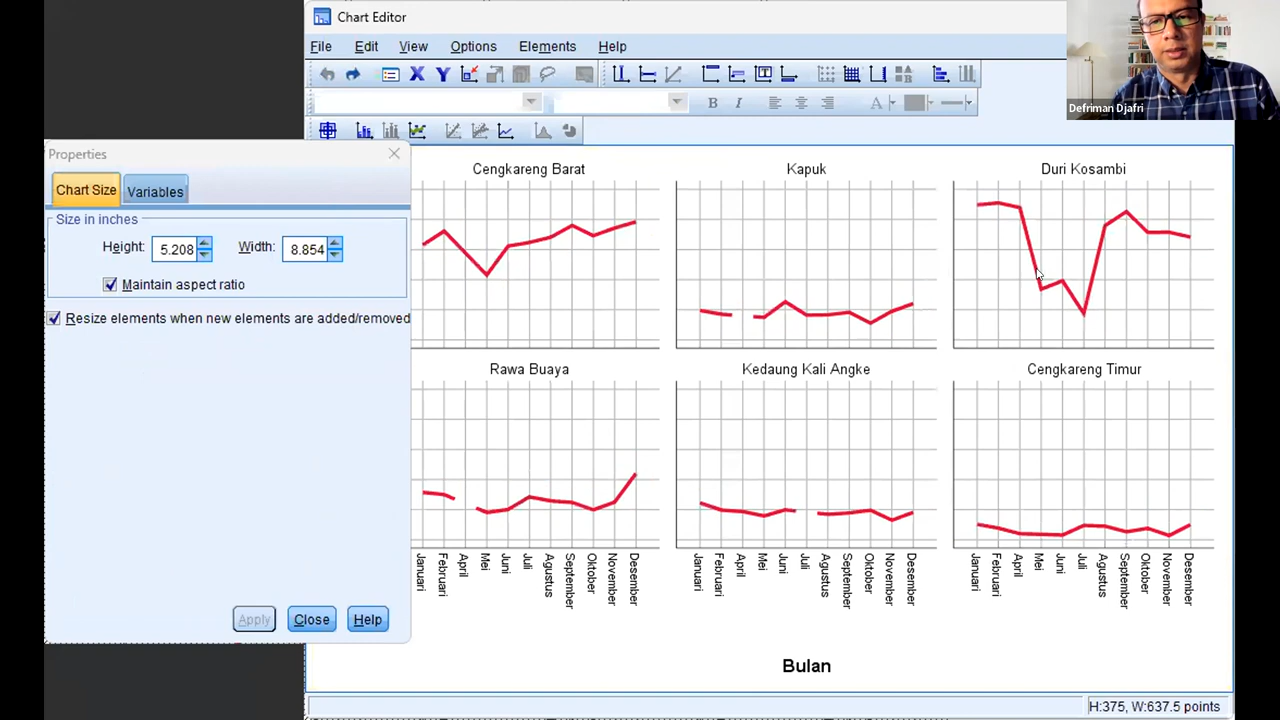 Chart Editor
File Edit View Options Elements Help
X Y
B I A
Defriman Djafri
Properties
Chart Size Variables
Size in inches
Height: 5.208 Width: 8.854
Maintain aspect ratio
Resize elements when new elements are added/removed
Apply Close Help
Cengkareng Barat Kapuk Duri Kosambi
Rawa Buaya Kedaung Kali Angke Cengkareng Timur
Januari Februari April Mei Juni Juli Agustus September Oktober November Desember
Januari Februari April Mei Juni Juli Agustus September Oktober November Desember
Januari Februari April Mei Juni Juli Agustus September Oktober November Desember
Bulan
H:375, W:637.5 points